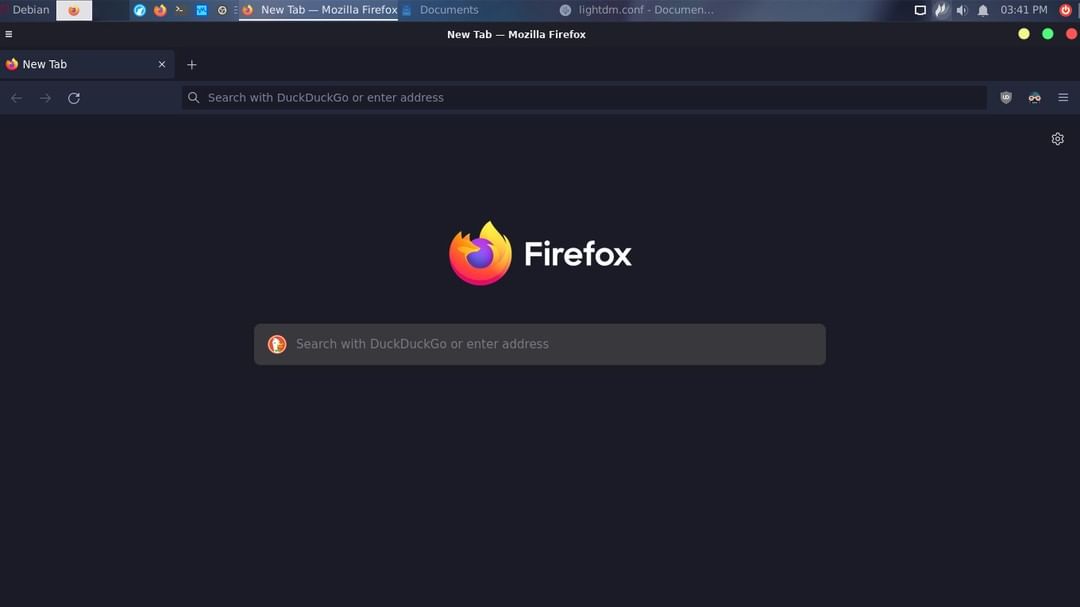 Debian
New Tab — Mozilla Firefox
Documents
lightdm.conf - Documen...
03:41 PM
New Tab — Mozilla Firefox
New Tab
Search with DuckDuckGo or enter address
Firefox
Search with DuckDuckGo or enter address